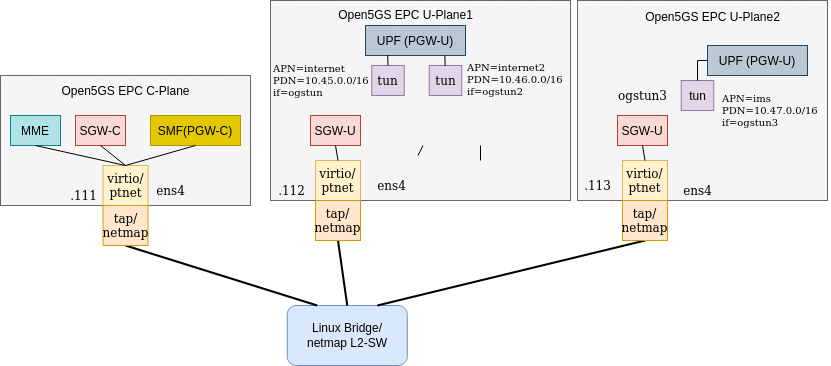 Open5GS EPC C-Plane
MME
SGW-C
SMF(PGW-C)
virtio/
ptnet
.111
ens4
tap/
netmap
Open5GS EPC U-Plane1
UPF (PGW-U)
APN=internet
PDN=10.45.0.0/16
if=ogstun
tun
tun
APN=internet2
PDN=10.46.0.0/16
if=ogstun2
SGW-U
virtio/
ptnet
.112
ens4
tap/
netmap
Open5GS EPC U-Plane2
UPF (PGW-U)
ogstun3
tun
APN=ims
PDN=10.47.0.0/16
if=ogstun3
SGW-U
virtio/
ptnet
.113
ens4
tap/
netmap
Linux Bridge/
netmap L2-SW